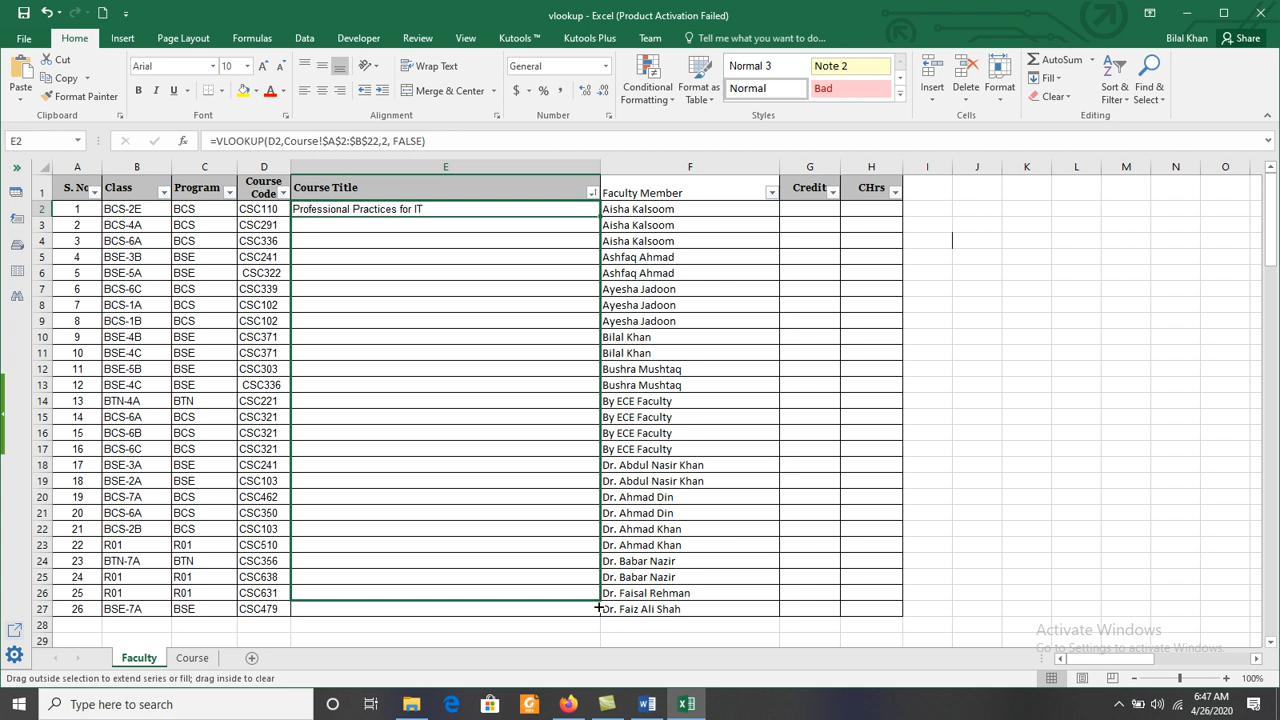 vlookup - Excel (Product Activation Failed)
File Home Insert Page Layout Formulas Data Developer Review View Kutools ™ Kutools Plus Team Tell me what you want to do... Bilal Khan Share
Paste
Cut
Copy
Format Painter
Clipboard
Arial 10
B I U
Font
Wrap Text
Merge & Center
Alignment
General
$ % ,
Number
Conditional Formatting
Format as Table
Normal 3 Note 2
Normal Bad
Styles
Insert Delete Format
Cells
AutoSum
Fill
Clear
Sort & Filter
Find & Select
Editing
E2 fx =VLOOKUP(D2,Course!$A$2:$B$22,2, FALSE)
A B C D E F G H I J K L M N O
1 S. No Class Program Course Code Course Title Faculty Member Credit CHrs
2 1 BCS-2E BCS CSC110 Professional Practices for IT Aisha Kalsoom
3 2 BCS-4A BCS CSC291 Aisha Kalsoom
4 3 BCS-6A BCS CSC336 Aisha Kalsoom
5 4 BSE-3B BSE CSC241 Ashfaq Ahmad
6 5 BSE-5A BSE CSC322 Ashfaq Ahmad
7 6 BCS-6C BCS CSC339 Ayesha Jadoon
8 7 BCS-1A BCS CSC102 Ayesha Jadoon
9 8 BCS-1B BCS CSC102 Ayesha Jadoon
10 9 BSE-4B BSE CSC371 Bilal Khan
11 10 BSE-4C BSE CSC371 Bilal Khan
12 11 BSE-5B BSE CSC303 Bushra Mushtaq
13 12 BSE-4C BSE CSC336 Bushra Mushtaq
14 13 BTN-4A BTN CSC221 By ECE Faculty
15 14 BCS-6A BCS CSC321 By ECE Faculty
16 15 BCS-6B BCS CSC321 By ECE Faculty
17 16 BCS-6C BCS CSC321 By ECE Faculty
18 17 BSE-3A BSE CSC241 Dr. Abdul Nasir Khan
19 18 BSE-2A BSE CSC103 Dr. Abdul Nasir Khan
20 19 BCS-7A BCS CSC462 Dr. Ahmad Din
21 20 BCS-6A BCS CSC350 Dr. Ahmad Din
22 21 BCS-2B BCS CSC103 Dr. Ahmad Khan
23 22 R01 R01 CSC510 Dr. Ahmad Khan
24 23 BTN-7A BTN CSC356 Dr. Babar Nazir
25 24 R01 R01 CSC638 Dr. Babar Nazir
26 25 R01 R01 CSC631 Dr. Faisal Rehman
27 26 BSE-7A BSE CSC479 Dr. Faiz Ali Shah
28
29
Activate Windows
Go to Settings to activate Windows.
Faculty Course
Drag outside selection to extend series or fill; drag inside to clear
100%
Type here to search
6:47 AM
4/26/2020